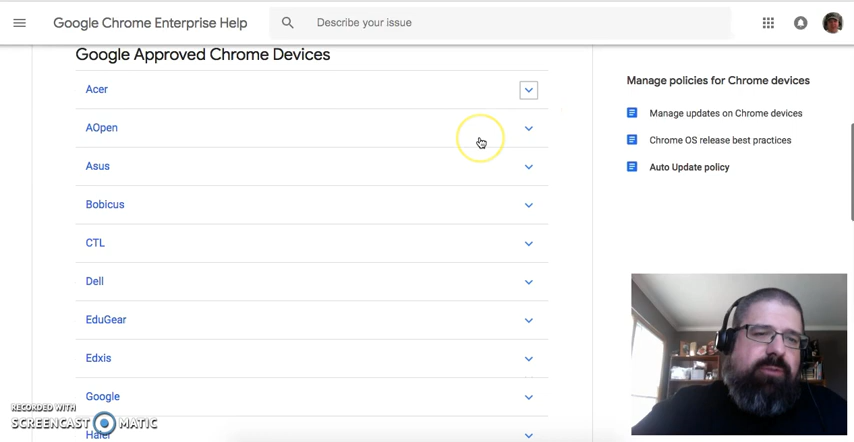 Google Chrome Enterprise Help
Describe your issue
Google Approved Chrome Devices
Acer
AOpen
Asus
Bobicus
CTL
Dell
EduGear
Edxis
Google
Haier
Manage policies for Chrome devices
Manage updates on Chrome devices
Chrome OS release best practices
Auto Update policy
RECORDED WITH
SCREENCAST MATIC